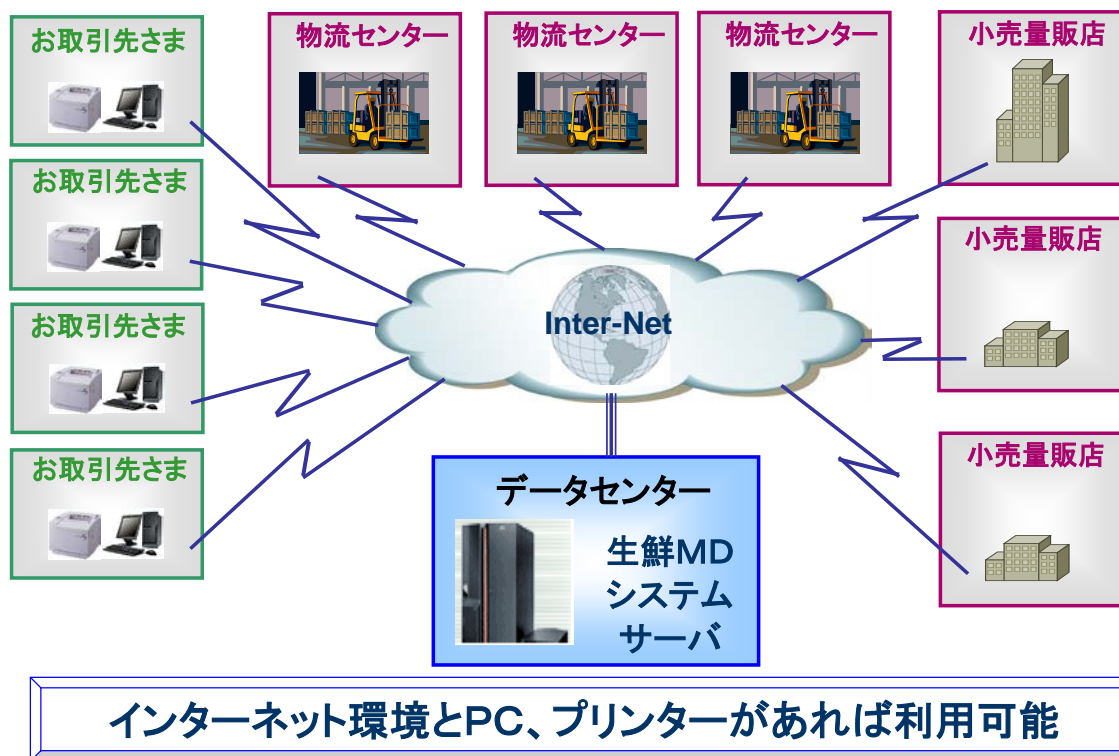 お取引先さま
物流センター
物流センター
物流センター
小売量販店
お取引先さま
小売量販店
お取引先さま
Inter-Net
お取引先さま
小売量販店
データセンター
生鮮ＭＤ
システム
サーバ
インターネット環境とＰＣ、プリンターがあれば利用可能